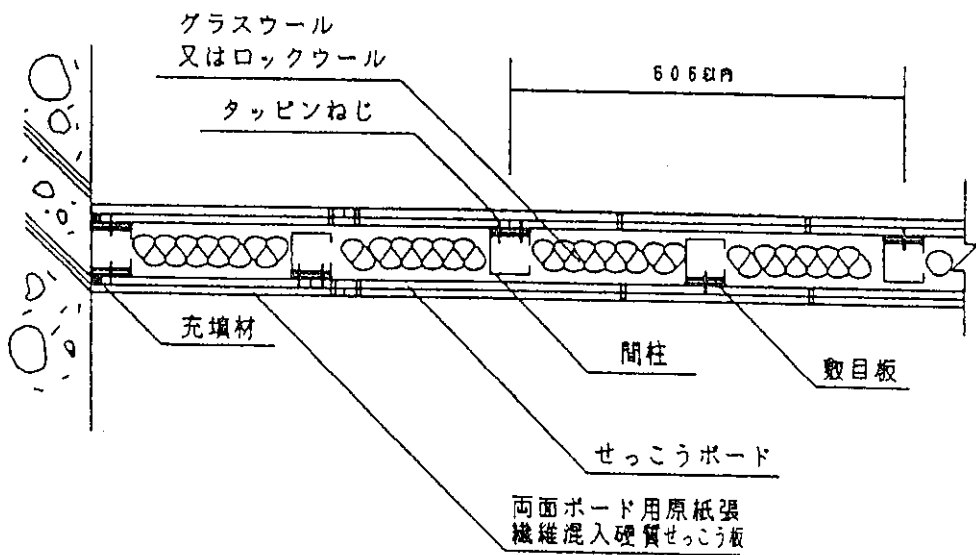 グラスウール
又はロックウール
606以内
タッピンねじ
充填材
間柱
敷目板
せっこうボード
両面ボード用原紙張
繊維混入硬質せっこう板